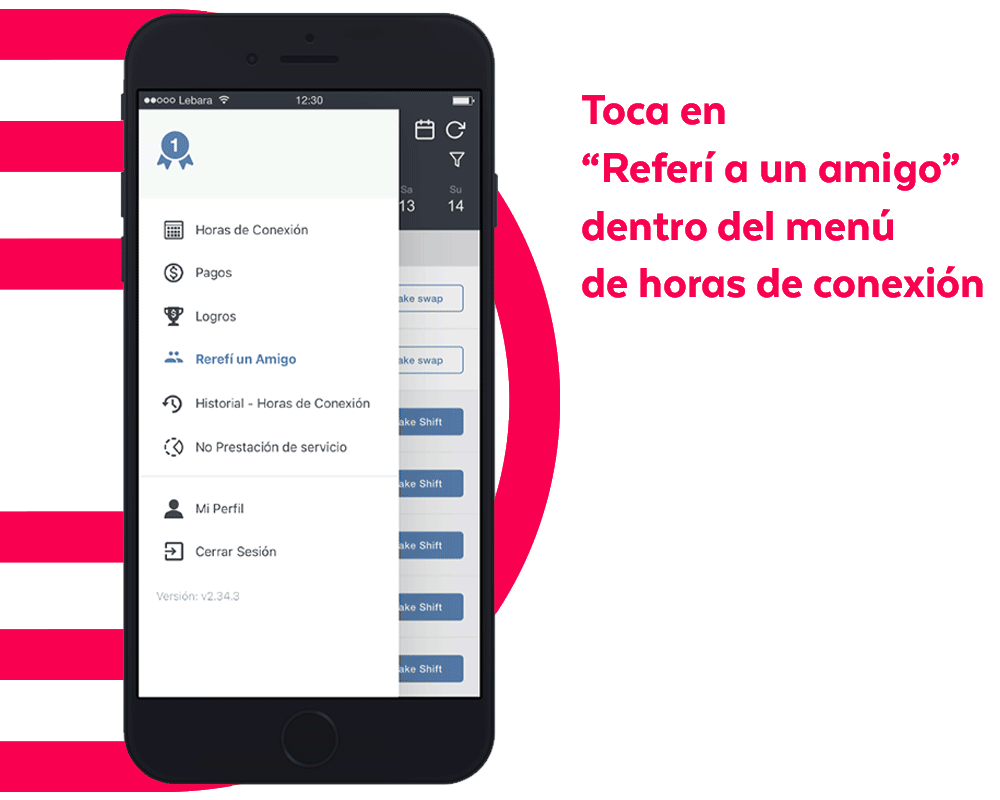 Lebara
12:30
1
Sa
Su
13
14
Horas de Conexión
Pagos
Logros
Rerefí un Amigo
Historial - Horas de Conexión
No Prestación de servicio
Mi Perfil
Cerrar Sesión
Versión: v2.34.3
ake swap
ake swap
ake Shift
ake Shift
ake Shift
ake Shift
ake Shift
Toca en
“Referí a un amigo”
dentro del menú
de horas de conexión